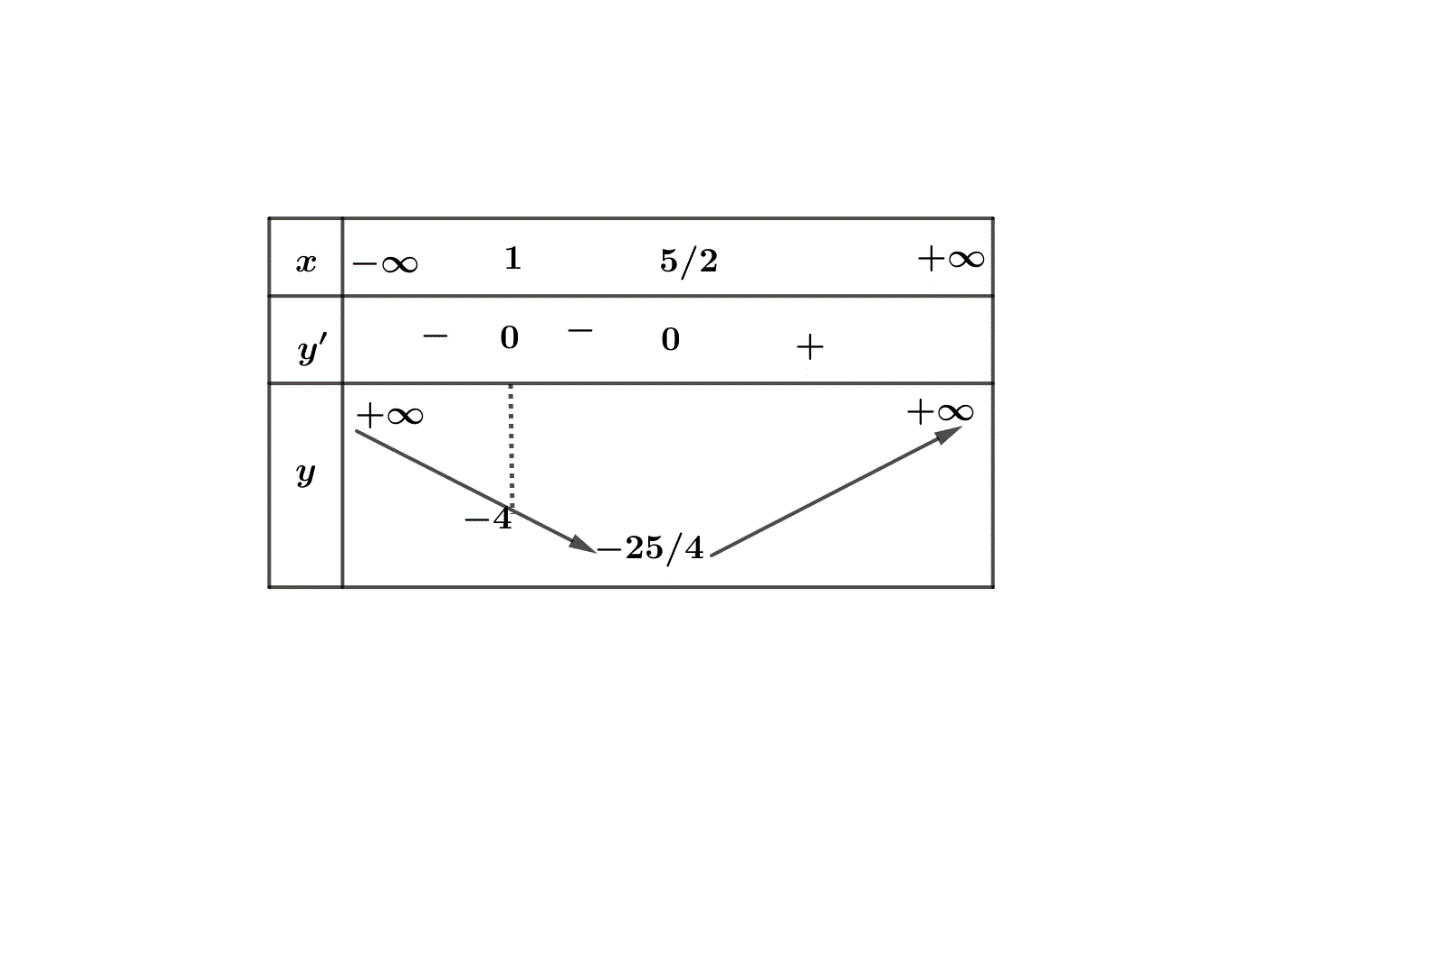 x −∞ 1 5/2 +∞
y′ − 0 − 0 +
+∞ +∞
y
−4
−25/4